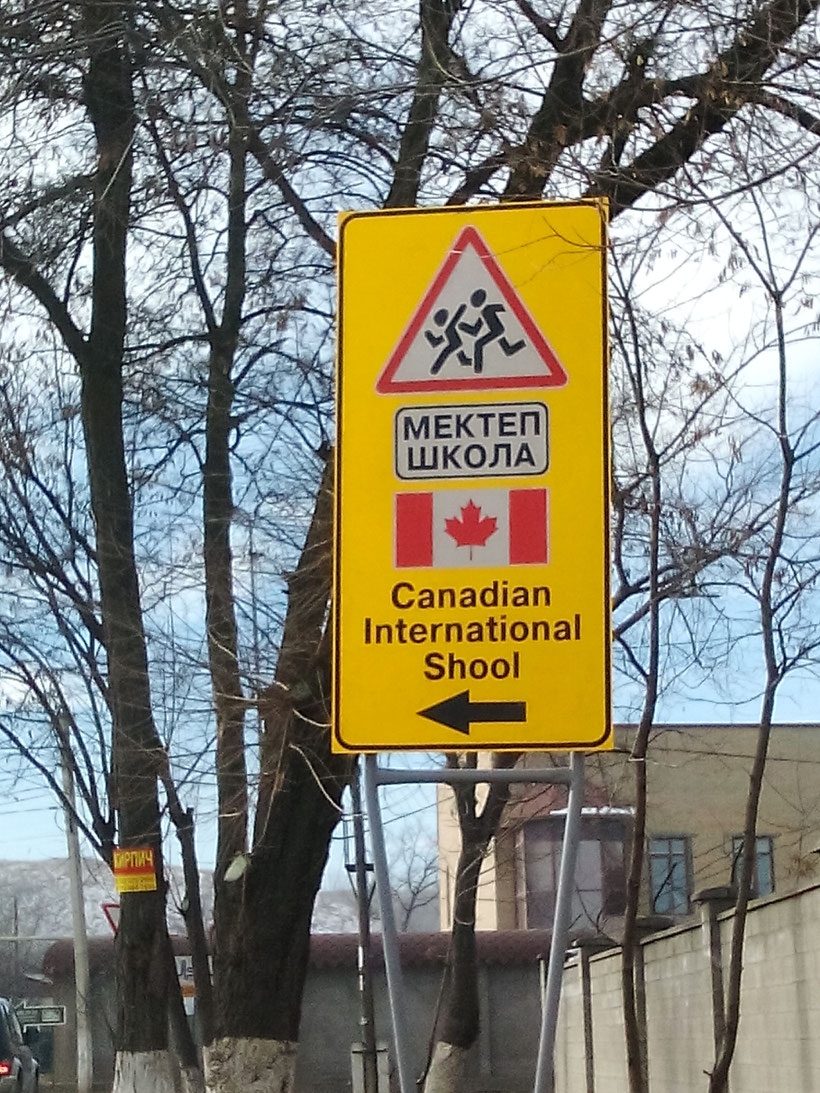 МЕКТЕП
ШКОЛА
Canadian
International
Shool
КИРПИЧ